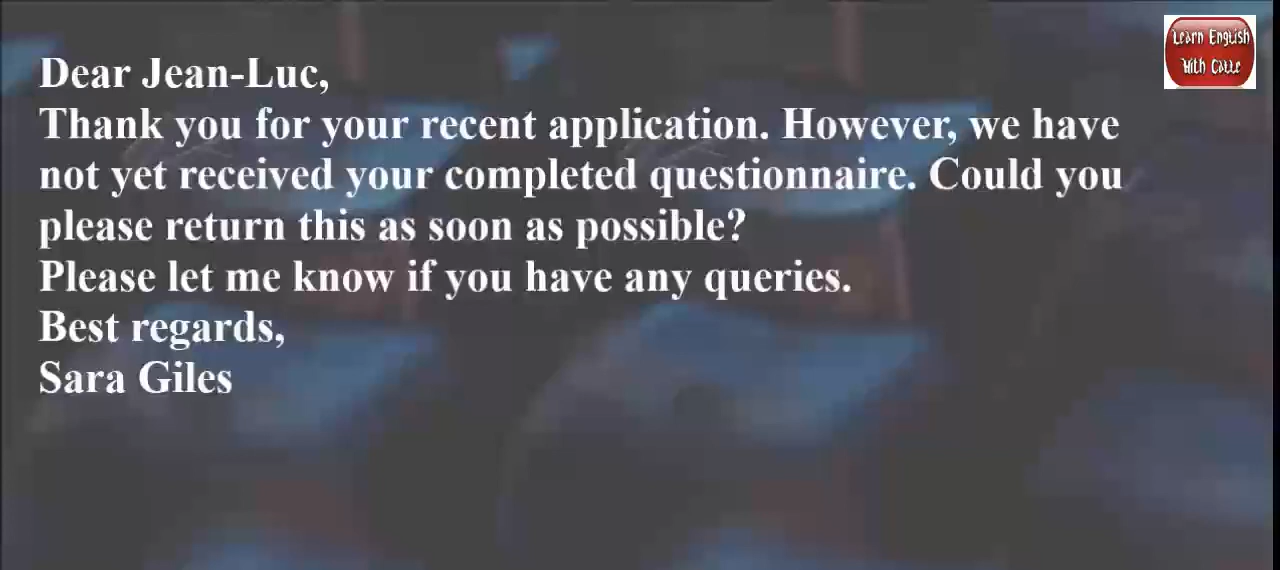 Learn English
With Cattc
Dear Jean-Luc,
Thank you for your recent application. However, we have
not yet received your completed questionnaire. Could you
please return this as soon as possible?
Please let me know if you have any queries.
Best regards,
Sara Giles